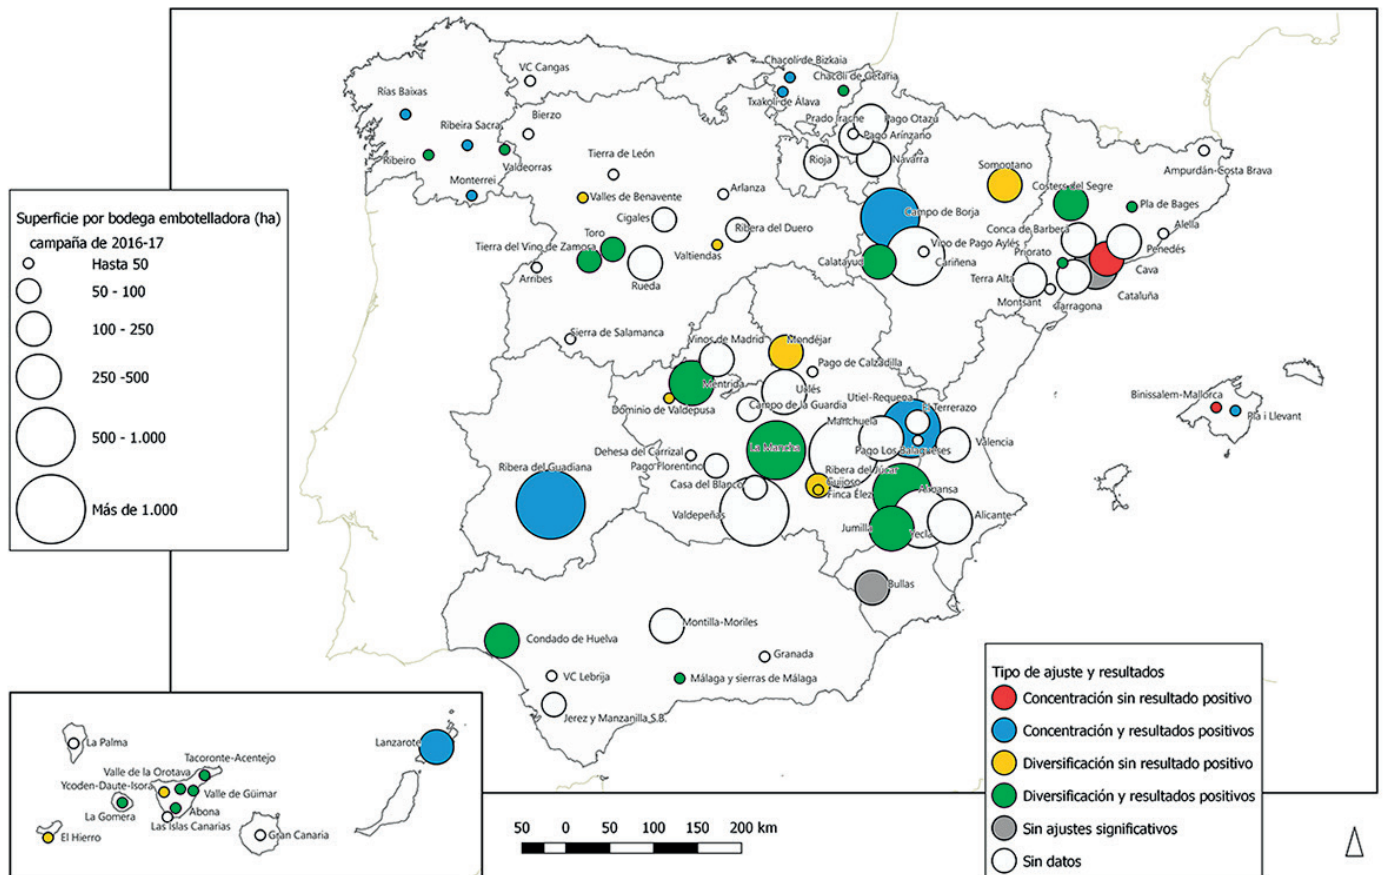 Chacolí de Bizkaia
VC Cangas
Chacolí de Getaria
Rías Baixas
Txakolí de Álava
Bierzo
Prado Irache
Pago Otazu
Ribeira Sacra
Pago Arínzano
Ribeiro
Valdeorras
Tierra de León
Rioja
Navarra
Somontano
Ampurdán-Costa Brava
Monterrei
Valles de Benavente
Arlanza
Costers del Segre
Pla de Bages
Cigales
Campo de Borja
Alella
Ribera del Duero
Conca de Barberá
Toro
Tierra del Vino de Zamora
Valtiendas
Vino de Pago Aylés
Penedés
Priorato
Calatayud
Cariñena
Cava
Arribes
Rueda
Terra Alta
Cataluña
Montsant
Tarragona
Sierra de Salamanca
Vinos de Madrid
Mondéjar
Pago de Calzadilla
Méntrida
Uclés
Dominio de Valdepusa
Campo de la Guardia
Utiel-Requena
El Terrerazo
Binissalem-Mallorca
Pla i Llevant
Manchuela
La Mancha
Pago Los Balagueses
Valencia
Dehesa del Carrizal
Pago Florentino
Ribera del Guadiana
Ribera del Júcar
Casa del Blanco
Guijoso
Finca Élez
Almansa
Valdepeñas
Alicante
Jumilla
Yecla
Bullas
Montilla-Moriles
Condado de Huelva
Granada
VC Lebrija
Málaga y sierras de Málaga
Jerez y Manzanilla S.B.
Superficie por bodega embotelladora (ha)
campaña de 2016-17
Hasta 50
50 - 100
100 - 250
250 -500
500 - 1.000
Más de 1.000
La Palma
Lanzarote
Tacoronte-Acentejo
Valle de la Orotava
Ycoden-Daute-Isora
Valle de Güimar
La Gomera
Abona
Las Islas Canarias
El Hierro
Gran Canaria
50 0 50 100 150 200 km
Tipo de ajuste y resultados
Concentración sin resultado positivo
Concentración y resultados positivos
Diversificación sin resultado positivo
Diversificación y resultados positivos
Sin ajustes significativos
Sin datos